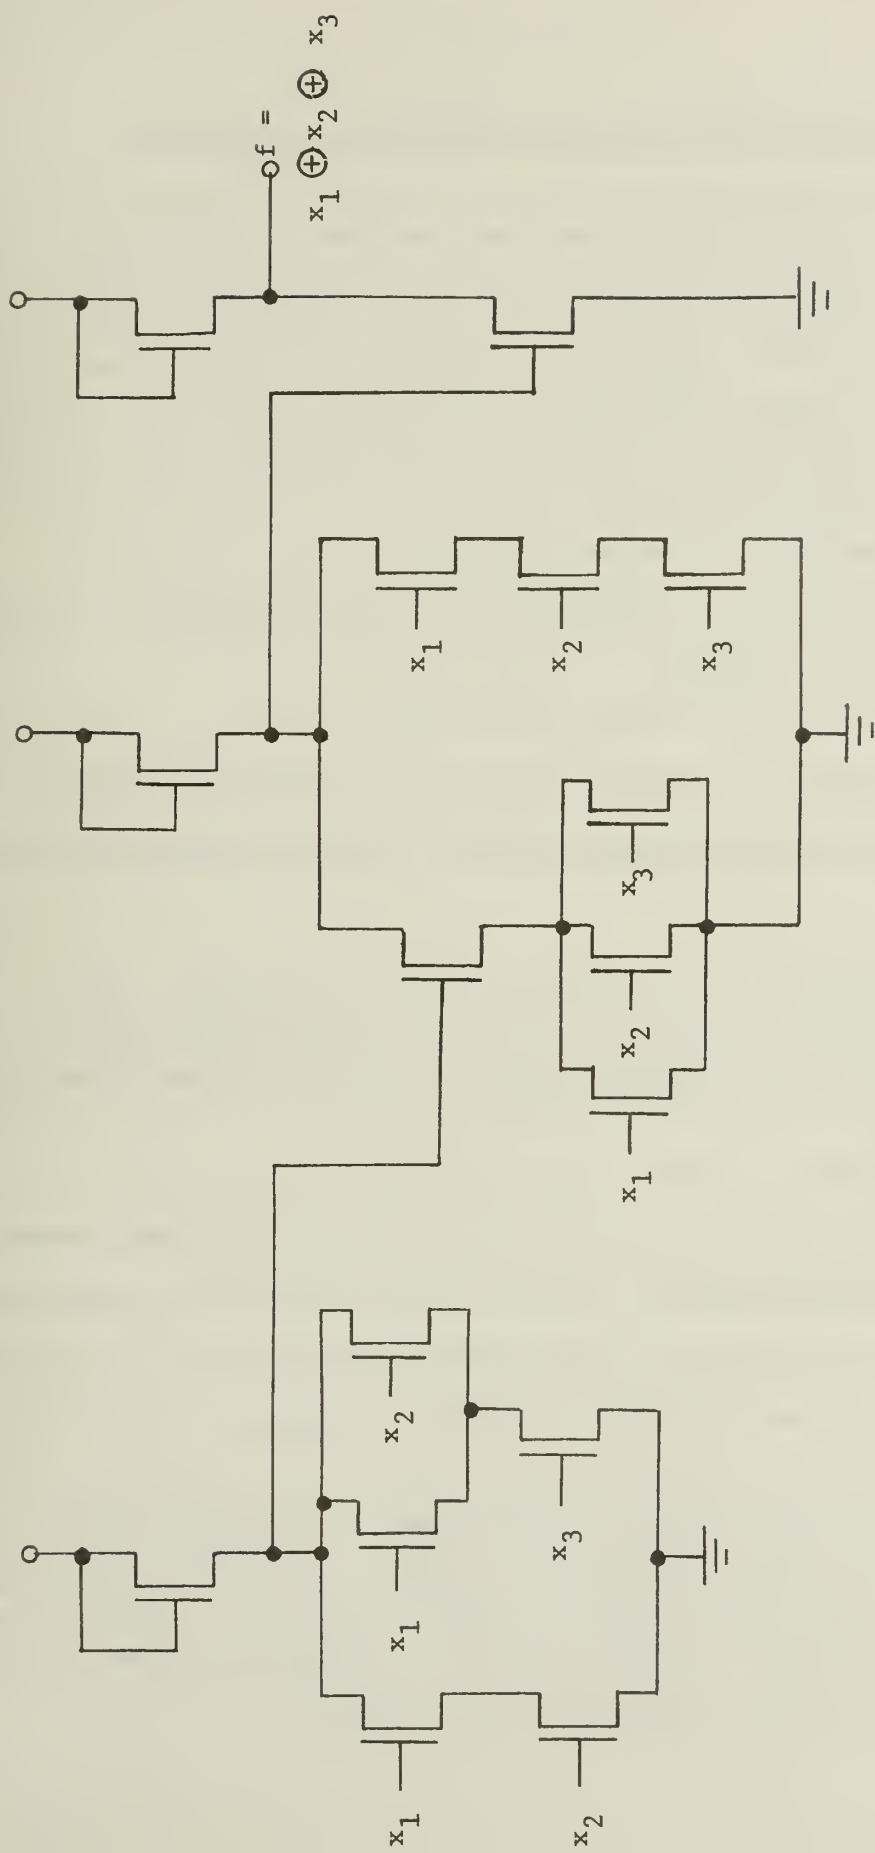 f =
x₁ ⊕ x₂ ⊕ x₃
x₁
x₁
x₂
x₁
x₂
x₃
x₂
x₁
x₂
x₃
x₃